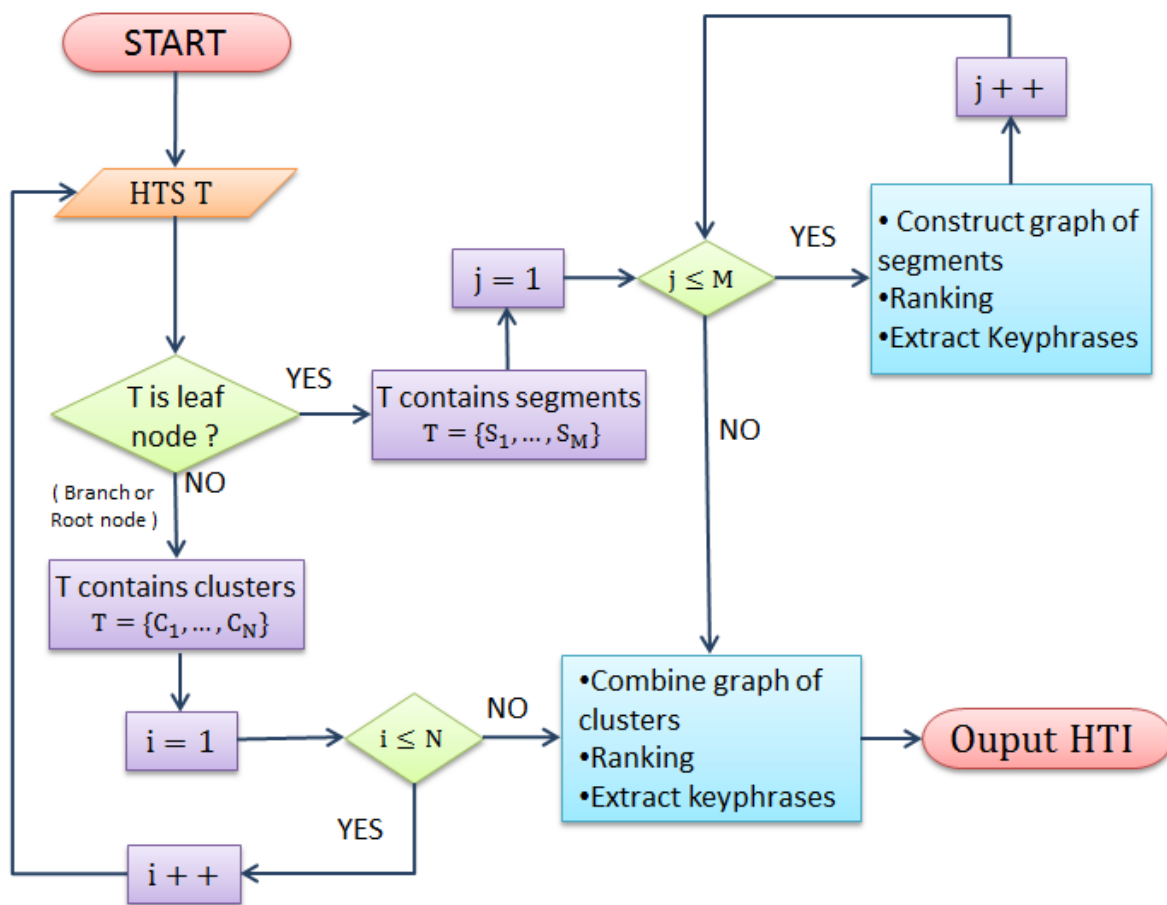 START
HTS T
T is leaf
node ?
YES
NO
( Branch or
Root node )
T contains clusters
T = {C₁, … , C_N}
i = 1
i ≤ N
YES
i + +
NO
T contains segments
T = {S₁, … , S_M}
j = 1
j ≤ M
YES
• Construct graph of
segments
•Ranking
•Extract Keyphrases
j + +
NO
•Combine graph of
clusters
•Ranking
•Extract keyphrases
Ouput HTI